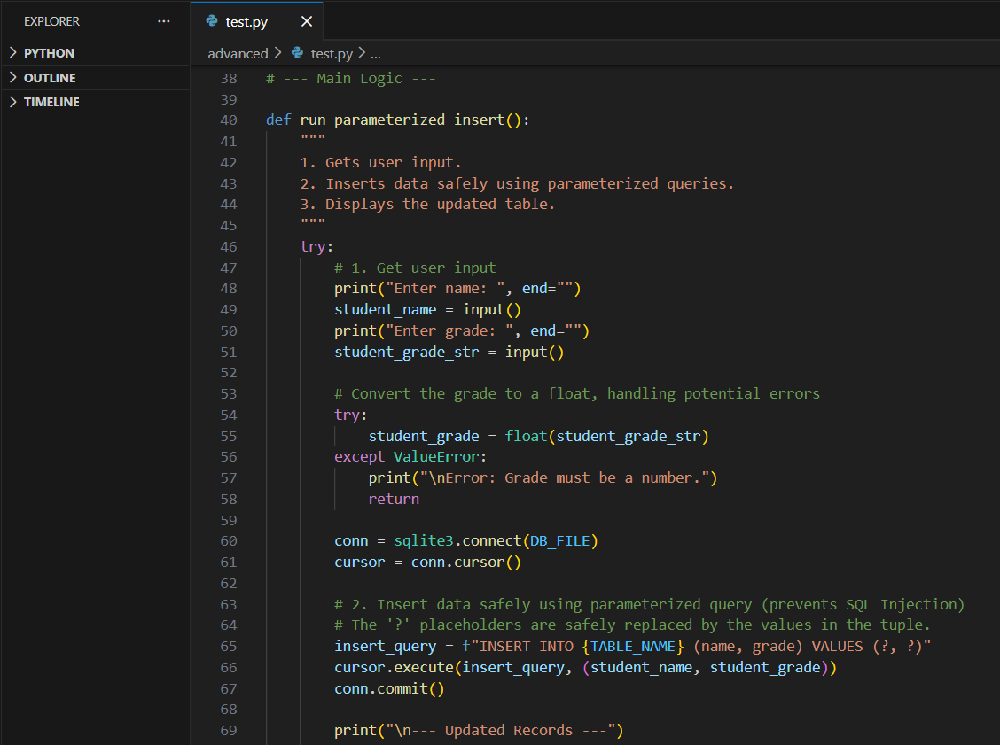 EXPLORER ···
PYTHON
OUTLINE
TIMELINE
test.py
advanced > test.py > ...
38 # --- Main Logic ---
39
40 def run_parameterized_insert():
41     """
42     1. Gets user input.
43     2. Inserts data safely using parameterized queries.
44     3. Displays the updated table.
45     """
46     try:
47         # 1. Get user input
48         print("Enter name: ", end="")
49         student_name = input()
50         print("Enter grade: ", end="")
51         student_grade_str = input()
52
53         # Convert the grade to a float, handling potential errors
54         try:
55             student_grade = float(student_grade_str)
56         except ValueError:
57             print("\nError: Grade must be a number.")
58             return
59
60         conn = sqlite3.connect(DB_FILE)
61         cursor = conn.cursor()
62
63         # 2. Insert data safely using parameterized query (prevents SQL Injection)
64         # The '?' placeholders are safely replaced by the values in the tuple.
65         insert_query = f"INSERT INTO {TABLE_NAME} (name, grade) VALUES (?, ?)"
66         cursor.execute(insert_query, (student_name, student_grade))
67         conn.commit()
68
69         print("\n--- Updated Records ---")